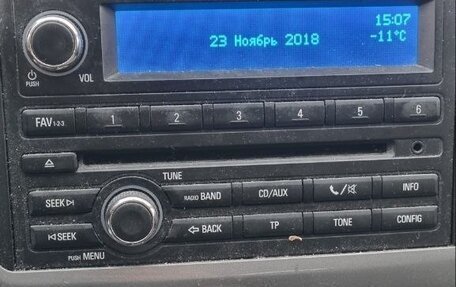 15:07
23 Ноябрь 2018 -11°C
PUSH VOL
FAV 1-2-3 1 2 3 4 5 6
TUNE
SEEK RADIO BAND CD/AUX INFO
SEEK BACK TP TONE CONFIG
PUSH MENU